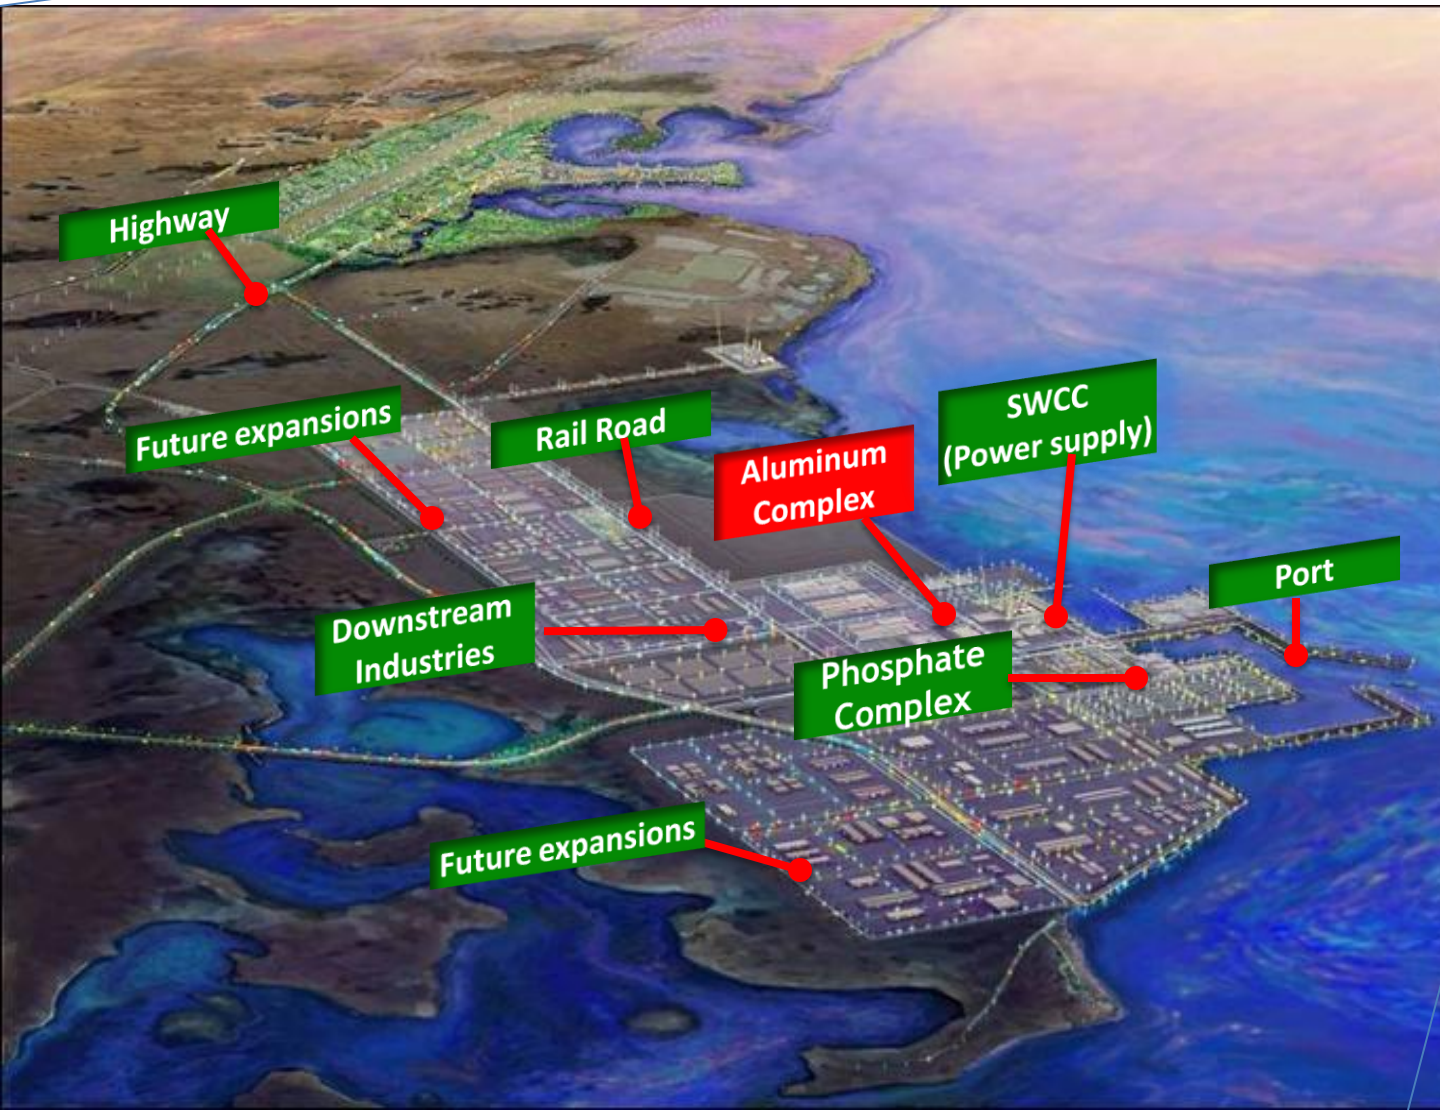 Highway
Future expansions
Rail Road
Aluminum
Complex
SWCC
(Power supply)
Port
Downstream
Industries
Phosphate
Complex
Future expansions